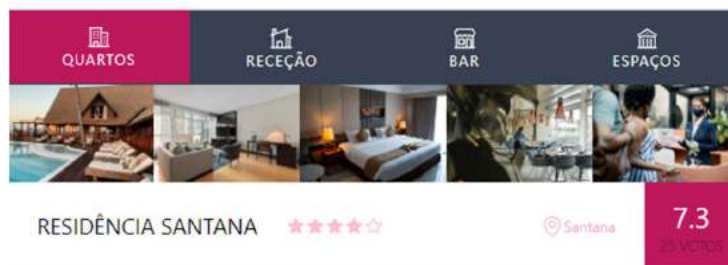 QUARTOS
RECEÇÃO
BAR
ESPAÇOS
RESIDÊNCIA SANTANA
Santana
7.3
25 VOTOS